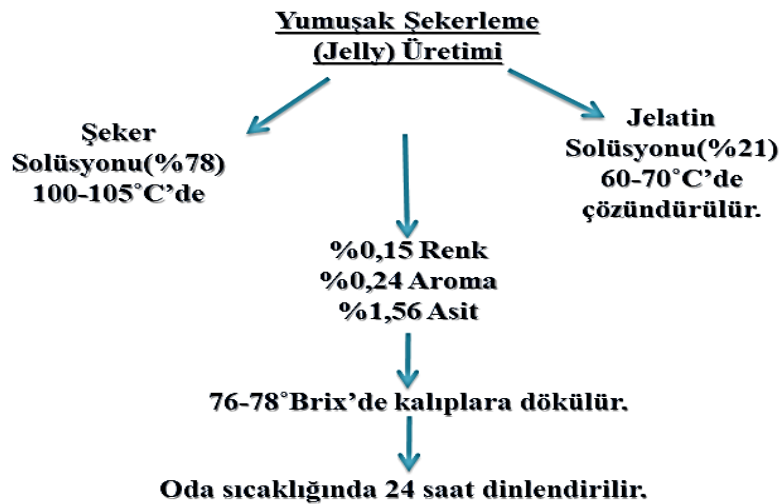 Yumuşak Şekerleme
(Jelly) Üretimi
Şeker
Solüsyonu(%78)
100-105˚C’de
Jelatin
Solüsyonu(%21)
60-70˚C’de
çözündürülür.
%0,15 Renk
%0,24 Aroma
%1,56 Asit
76-78˚Brix’de kalıplara dökülür.
Oda sıcaklığında 24 saat dinlendirilir.